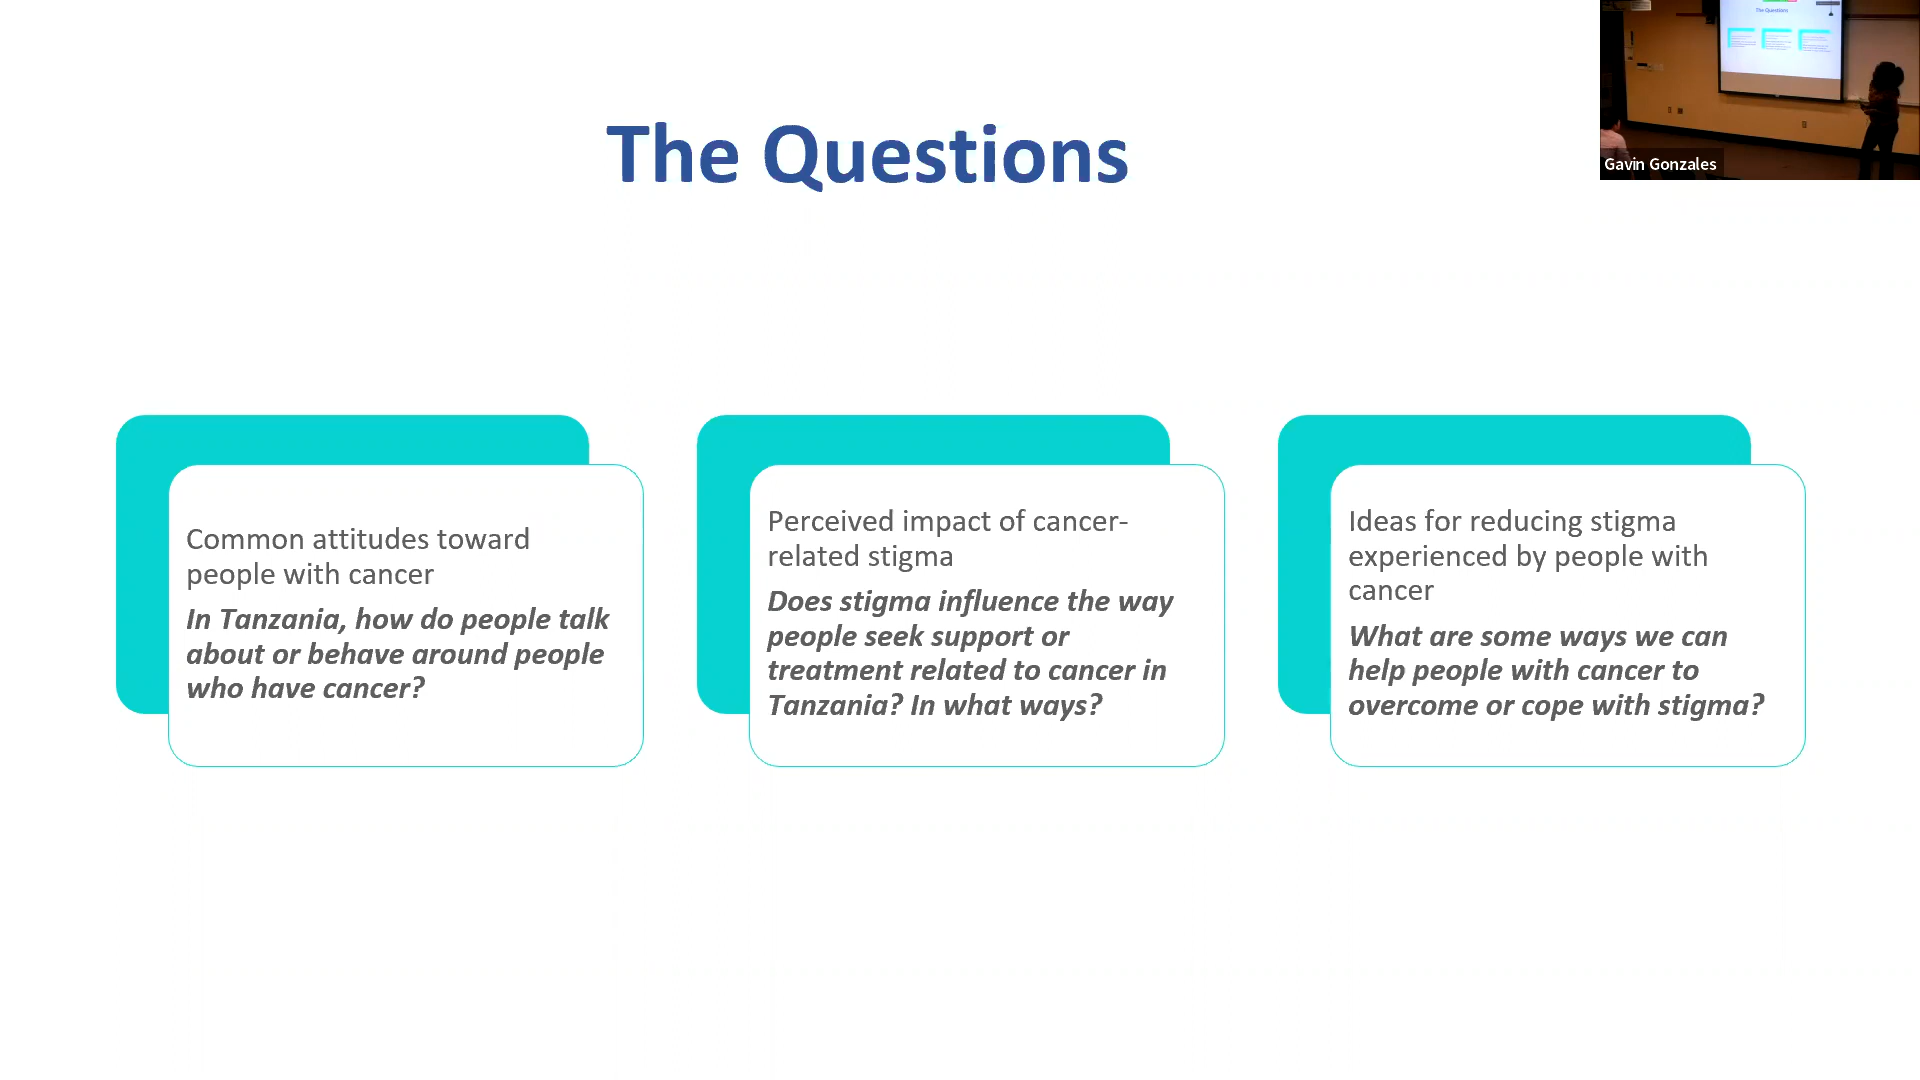 The Questions
Gavin Gonzales
The Questions
Common attitudes toward
people with cancer
In Tanzania, how do people talk
about or behave around people
who have cancer?
Perceived impact of cancer-
related stigma
Does stigma influence the way
people seek support or
treatment related to cancer in
Tanzania? In what ways?
Ideas for reducing stigma
experienced by people with
cancer
What are some ways we can
help people with cancer to
overcome or cope with stigma?